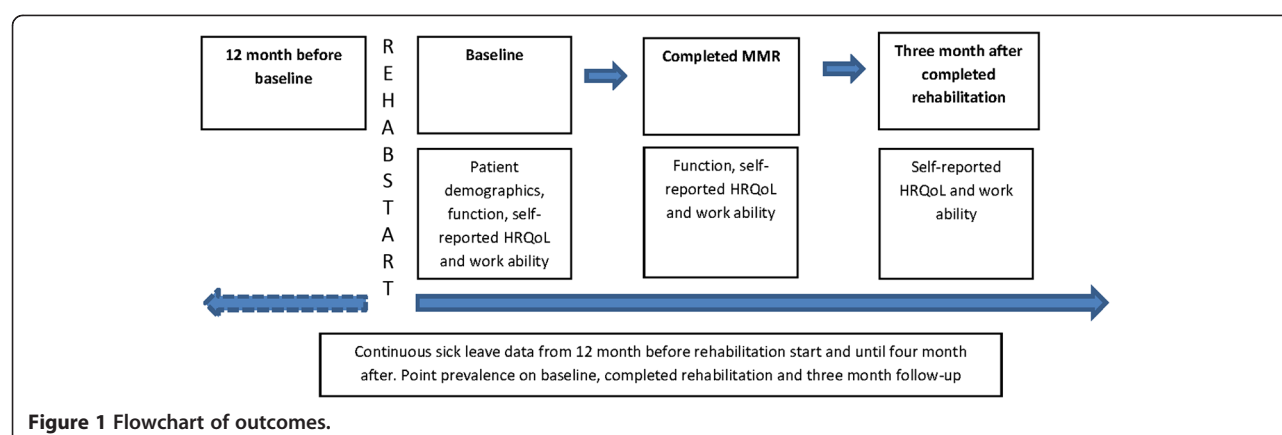 12 month before
baseline
R
E
H
A
B
S
T
A
R
T
Baseline
Completed MMR
Three month after
completed
rehabilitation
Patient
demographics,
function, self-
reported HRQoL
and work ability
Function, self-
reported HRQoL
and work ability
Self-reported
HRQoL and work
ability
Continuous sick leave data from 12 month before rehabilitation start and until four month
after. Point prevalence on baseline, completed rehabilitation and three month follow-up
Figure 1 Flowchart of outcomes.